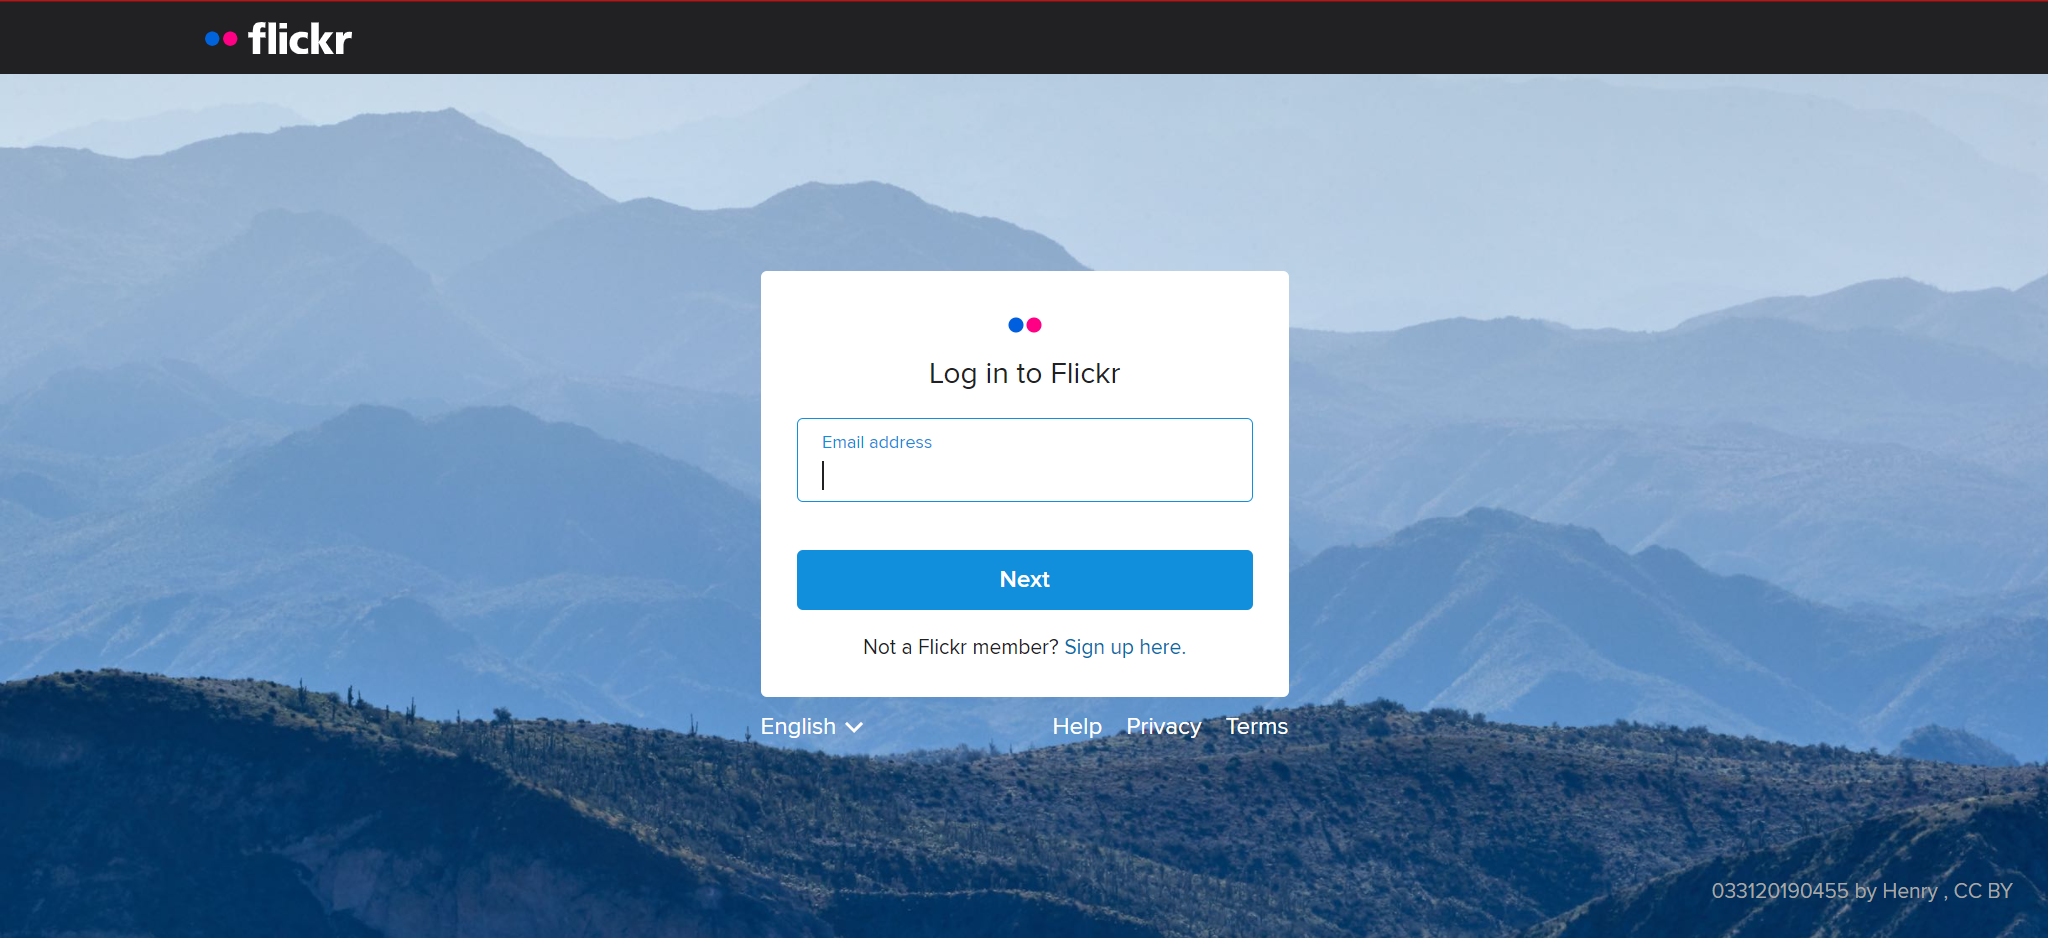 flickr
Log in to Flickr
Email address
Next
Not a Flickr member? Sign up here.
English Help Privacy Terms
033120190455 by Henry , CC BY